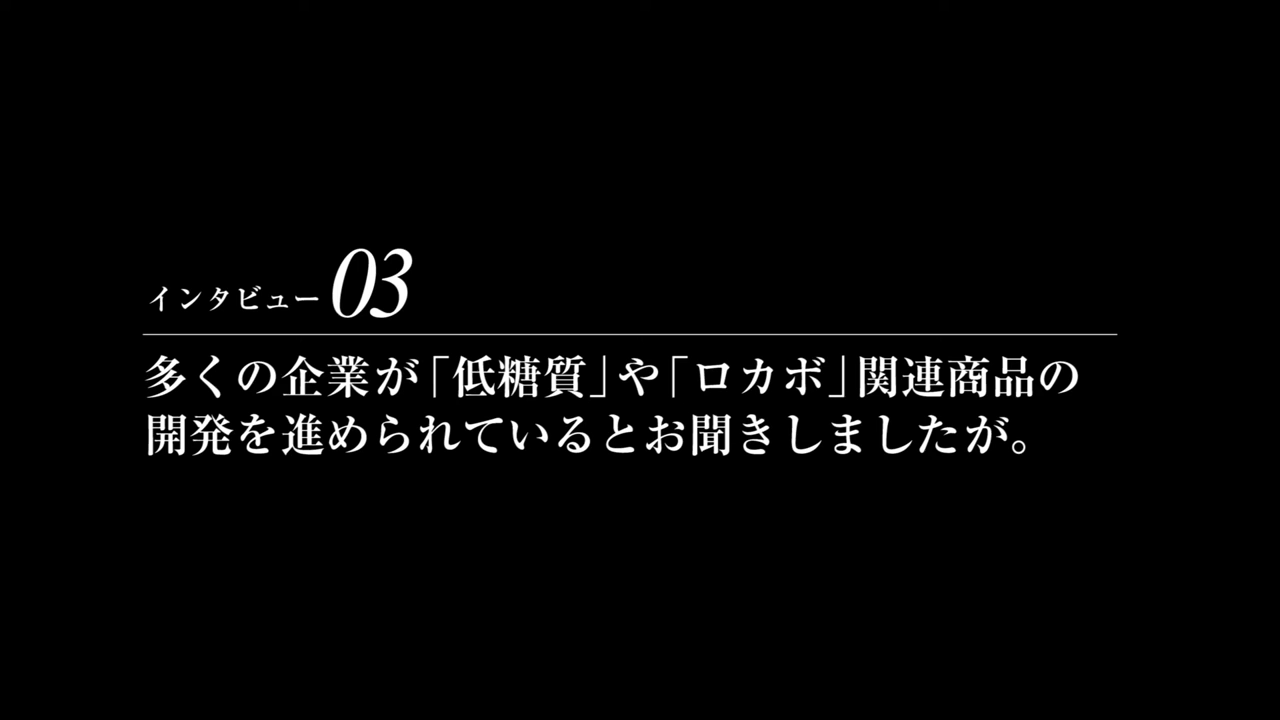 インタビュー 03
多くの企業が「低糖質」や「ロカボ」関連商品の
開発を進められているとお聞きしましたが。